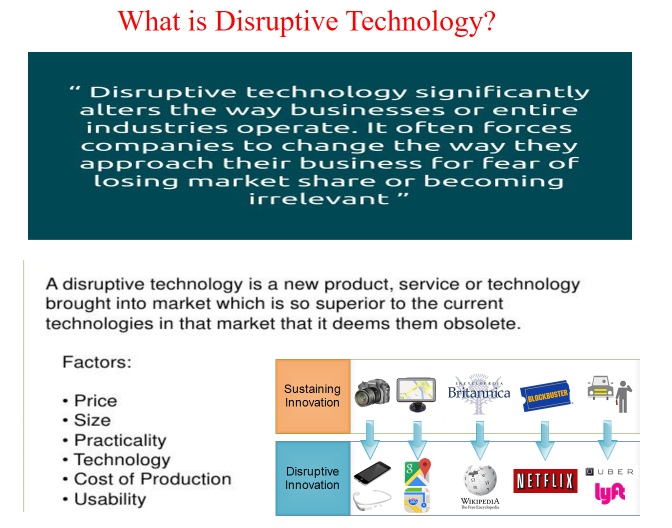 What is Disruptive Technology?
“ Disruptive technology significantly
alters the way businesses or entire
industries operate. It often forces
companies to change the way they
approach their business for fear of
losing market share or becoming
irrelevant ”
A disruptive technology is a new product, service or technology
brought into market which is so superior to the current
technologies in that market that it deems them obsolete.
Factors:
• Price
• Size
• Practicality
• Technology
• Cost of Production
• Usability
Sustaining
Innovation
ENCYCLOPÆDIA
Britannica
BLOCKBUSTER
Disruptive
Innovation
8
WIKIPEDIA
The Free Encyclopedia
NETFLIX
U UBER
lyft